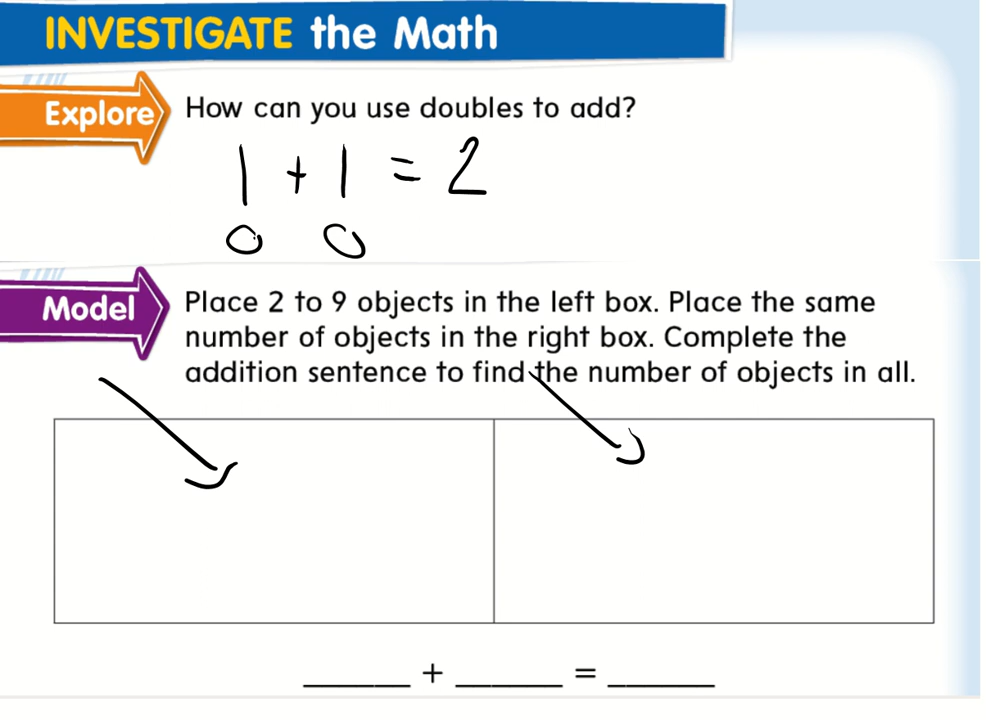 INVESTIGATE the Math
Explore
How can you use doubles to add?
1 + 1 = 2
0 0
Model
Place 2 to 9 objects in the left box. Place the same
number of objects in the right box. Complete the
addition sentence to find the number of objects in all.
_____ + _____ = _____